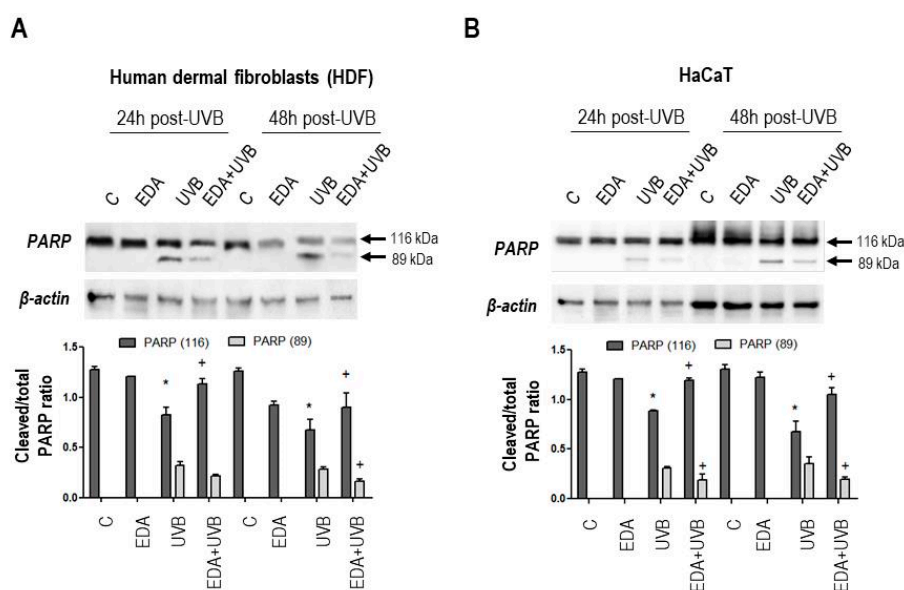 A
Human dermal fibroblasts (HDF)
24h post-UVB 48h post-UVB
C EDA UVB EDA+UVB C EDA UVB EDA+UVB
PARP 116 kDa
89 kDa
β-actin
PARP (116) PARP (89)
Cleaved/total
PARP ratio
1.5
1.0
0.5
0.0
* + * + +
C EDA UVB EDA+UVB C EDA UVB EDA+UVB
B
HaCaT
24h post-UVB 48h post-UVB
C EDA UVB EDA+UVB C EDA UVB EDA+UVB
PARP 116 kDa
89 kDa
β-actin
PARP (116) PARP (89)
Cleaved/total
PARP ratio
1.5
1.0
0.5
0.0
* + + * + +
C EDA UVB EDA+UVB C EDA UVB EDA+UVB